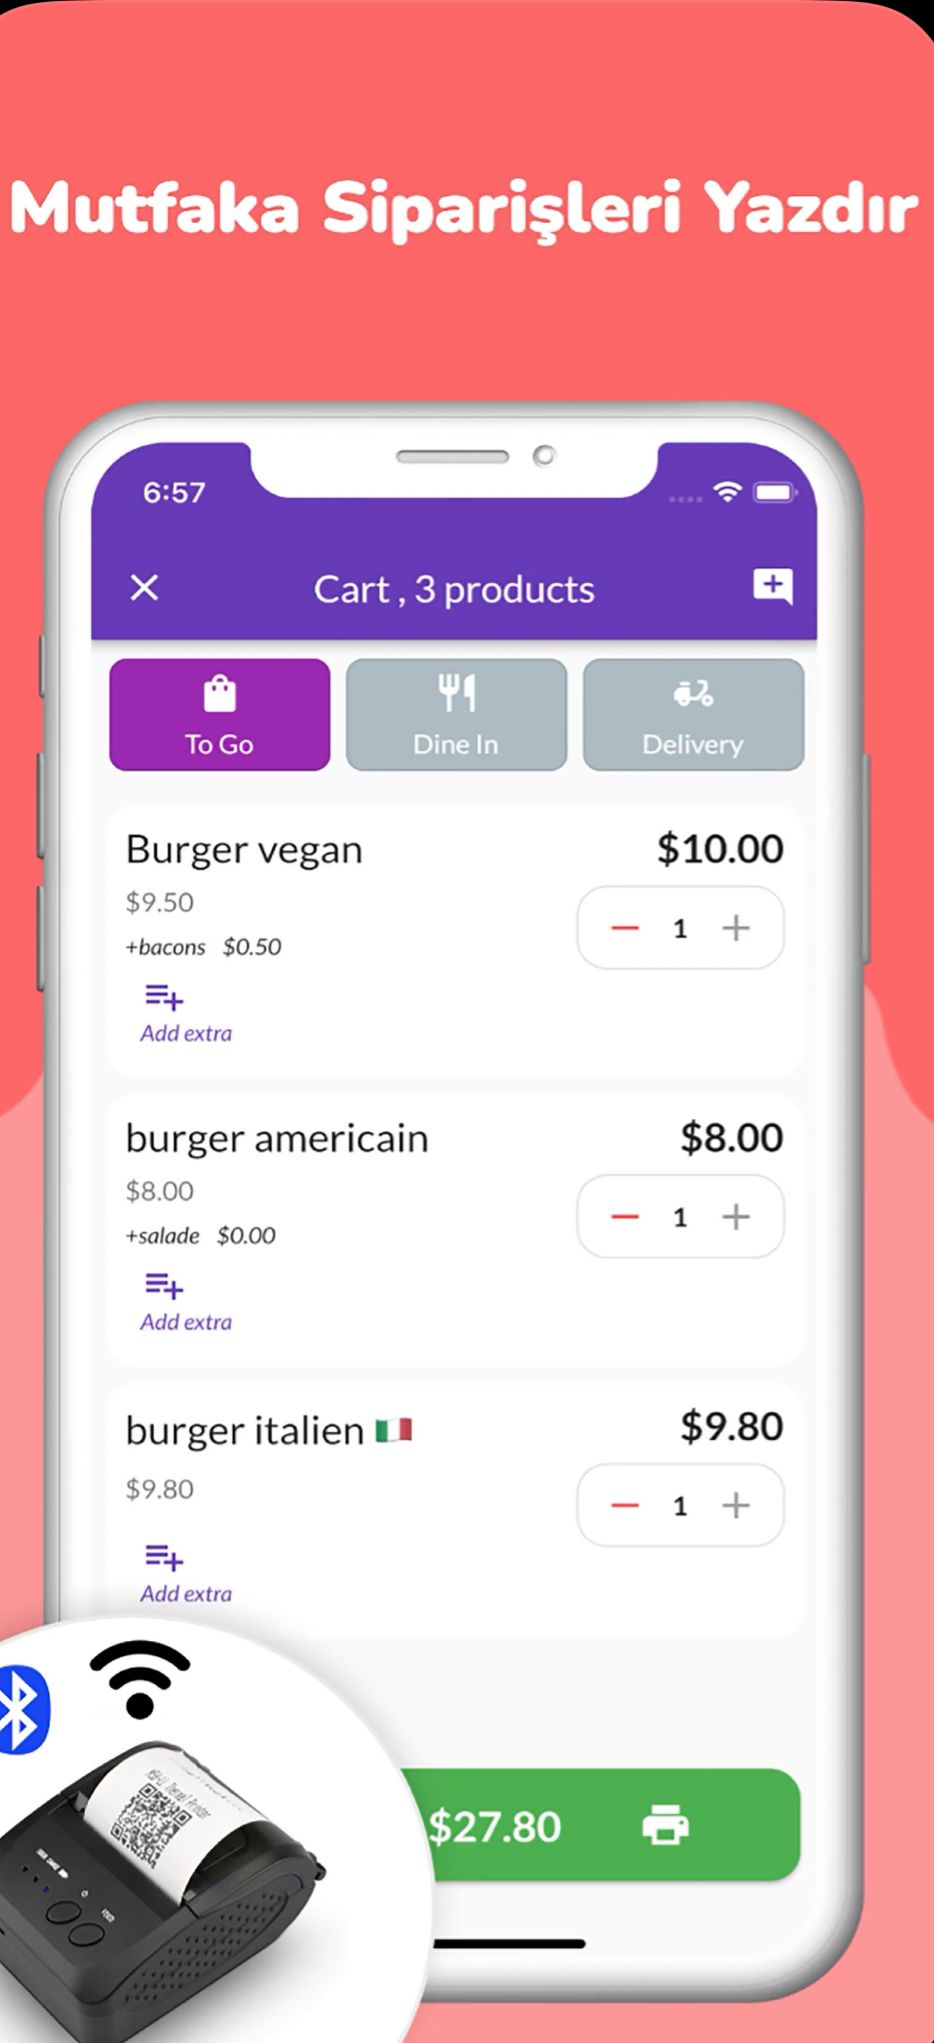 Mutfaka Siparişleri Yazdır
6:57
Cart , 3 products
To Go
Dine In
Delivery
Burger vegan
$10.00
$9.50
1
+bacons $0.50
Add extra
burger americain
$8.00
$8.00
1
+salade $0.00
Add extra
burger italien
$9.80
$9.80
1
Add extra
$27.80